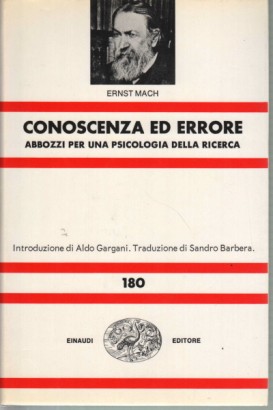 ERNST MACH
CONOSCENZA ED ERRORE
ABBOZZI PER UNA PSICOLOGIA DELLA RICERCA
Introduzione di Aldo Gargani. Traduzione di Sandro Barbera.
180
EINAUDI EDITORE